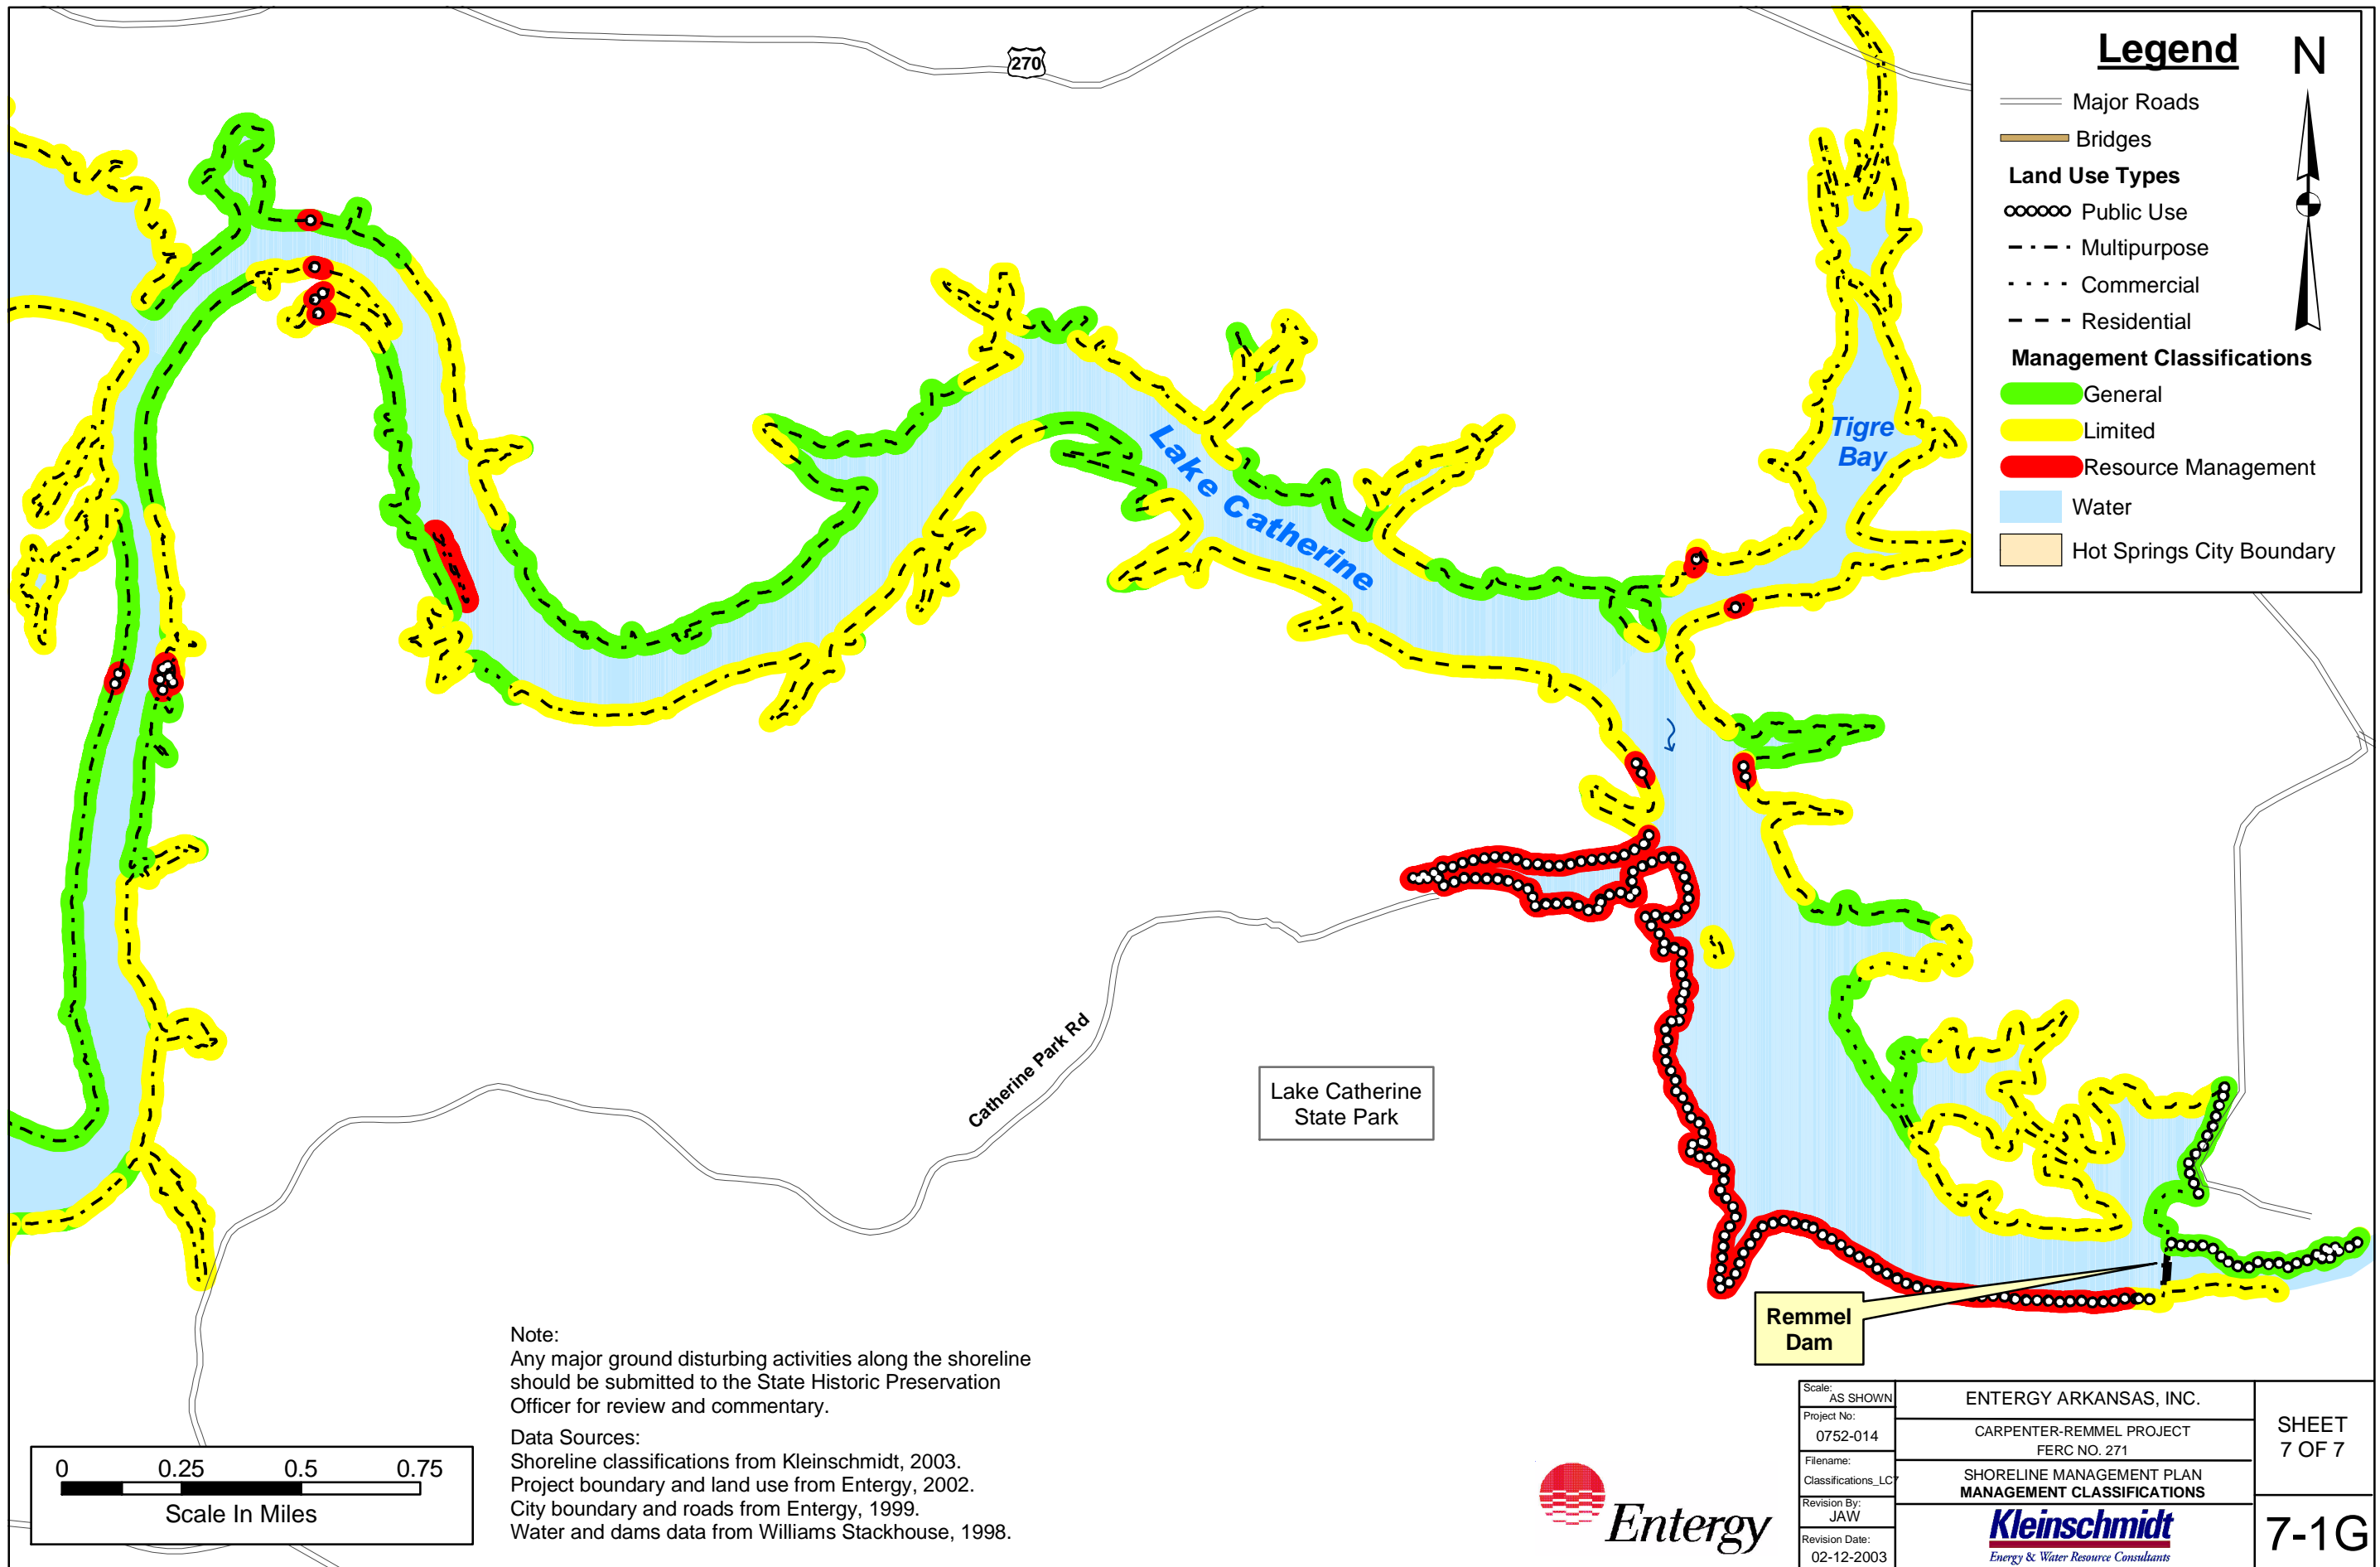 270
Legend
N
Major Roads
Bridges
Land Use Types
Public Use
Multipurpose
Commercial
Residential
Management Classifications
General
Limited
Resource Management
Water
Hot Springs City Boundary
Tigre
Bay
Lake Catherine
Catherine Park Rd
Lake Catherine
State Park
Remmel
Dam
Note:
Any major ground disturbing activities along the shoreline
should be submitted to the State Historic Preservation
Officer for review and commentary.
Data Sources:
Shoreline classifications from Kleinschmidt, 2003.
Project boundary and land use from Entergy, 2002.
City boundary and roads from Entergy, 1999.
Water and dams data from Williams Stackhouse, 1998.
0 0.25 0.5 0.75
Scale In Miles
Entergy
Scale:
AS SHOWN
Project No:
0752-014
Filename:
Classifications_LC7
Revision By:
JAW
Revision Date:
02-12-2003
ENTERGY ARKANSAS, INC.
CARPENTER-REMMEL PROJECT
FERC NO. 271
SHORELINE MANAGEMENT PLAN
MANAGEMENT CLASSIFICATIONS
Kleinschmidt
Energy & Water Resource Consultants
SHEET
7 OF 7
7-1G